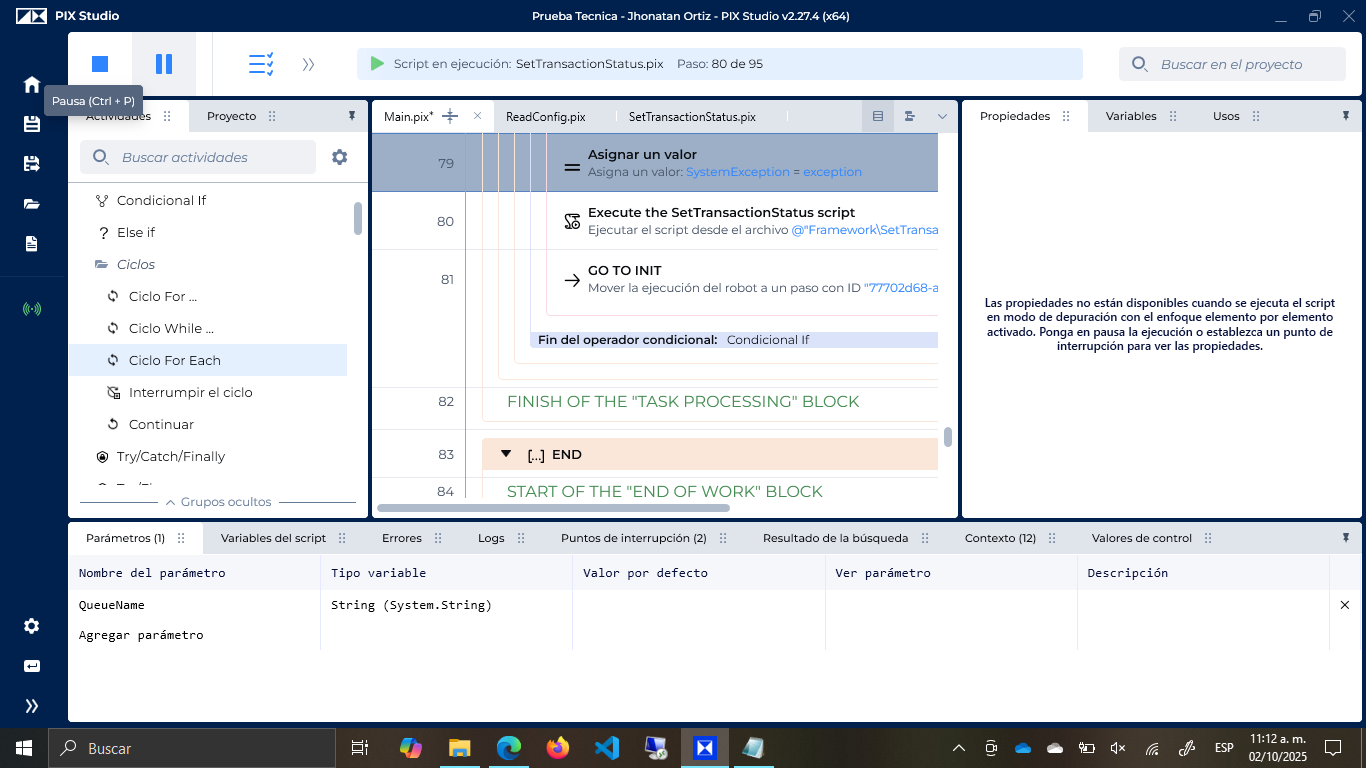 PIX Studio
Prueba Tecnica - Jhonatan Ortiz - PIX Studio v2.27.4 (x64)
Script en ejecución: SetTransactionStatus.pix Paso: 80 de 95
Buscar en el proyecto
Pausa (Ctrl + P)
Actividades
Proyecto
Buscar actividades
Condicional If
Else if
Ciclos
Ciclo For ...
Ciclo While ...
Ciclo For Each
Interrumpir el ciclo
Continuar
Try/Catch/Finally
Grupos ocultos
Main.pix*
ReadConfig.pix
SetTransactionStatus.pix
79
Asignar un valor
Asigna un valor: SystemException = exception
80
Execute the SetTransactionStatus script
Ejecutar el script desde el archivo @"Framework\SetTransa
81
GO TO INIT
Mover la ejecución del robot a un paso con ID "77702d68-a
Fin del operador condicional: Condicional If
82
FINISH OF THE "TASK PROCESSING" BLOCK
83
[...] END
84
START OF THE "END OF WORK" BLOCK
Propiedades
Variables
Usos
Las propiedades no están disponibles cuando se ejecuta el script
en modo de depuración con el enfoque elemento por elemento
activado. Ponga en pausa la ejecución o establezca un punto de
interrupción para ver las propiedades.
Parámetros (1)
Variables del script
Errores
Logs
Puntos de interrupción (2)
Resultado de la búsqueda
Contexto (12)
Valores de control
Nombre del parámetro
Tipo variable
Valor por defecto
Ver parámetro
Descripción
QueueName
String (System.String)
Agregar parámetro
Buscar
ESP
11:12 a. m.
02/10/2025